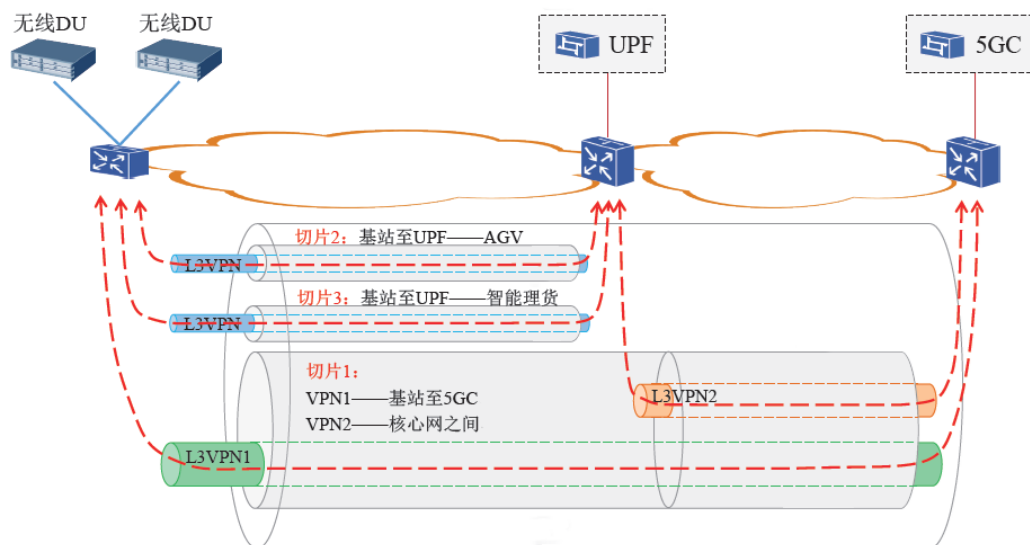 无线DU
无线DU
UPF
5GC
切片2:基站至UPF——AGV
L3VPN
切片3:基站至UPF——智能理货
L3VPN
切片1:
VPN1——基站至5GC
VPN2——核心网之间
L3VPN2
L3VPN1